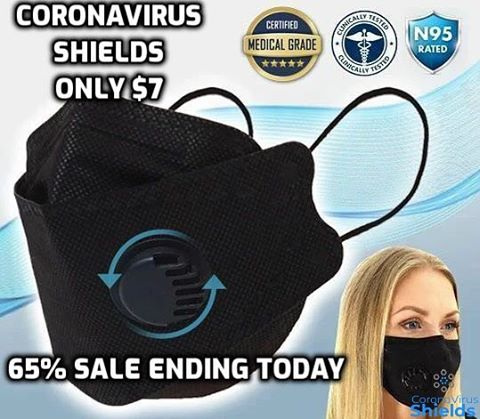 CORONAVIRUS
SHIELDS
ONLY $7
CERTIFIED
MEDICAL GRADE
CLINICALLY TESTED
CLINICALLY TESTED
N95
RATED
65% SALE ENDING TODAY
CoronaVirus
Shields